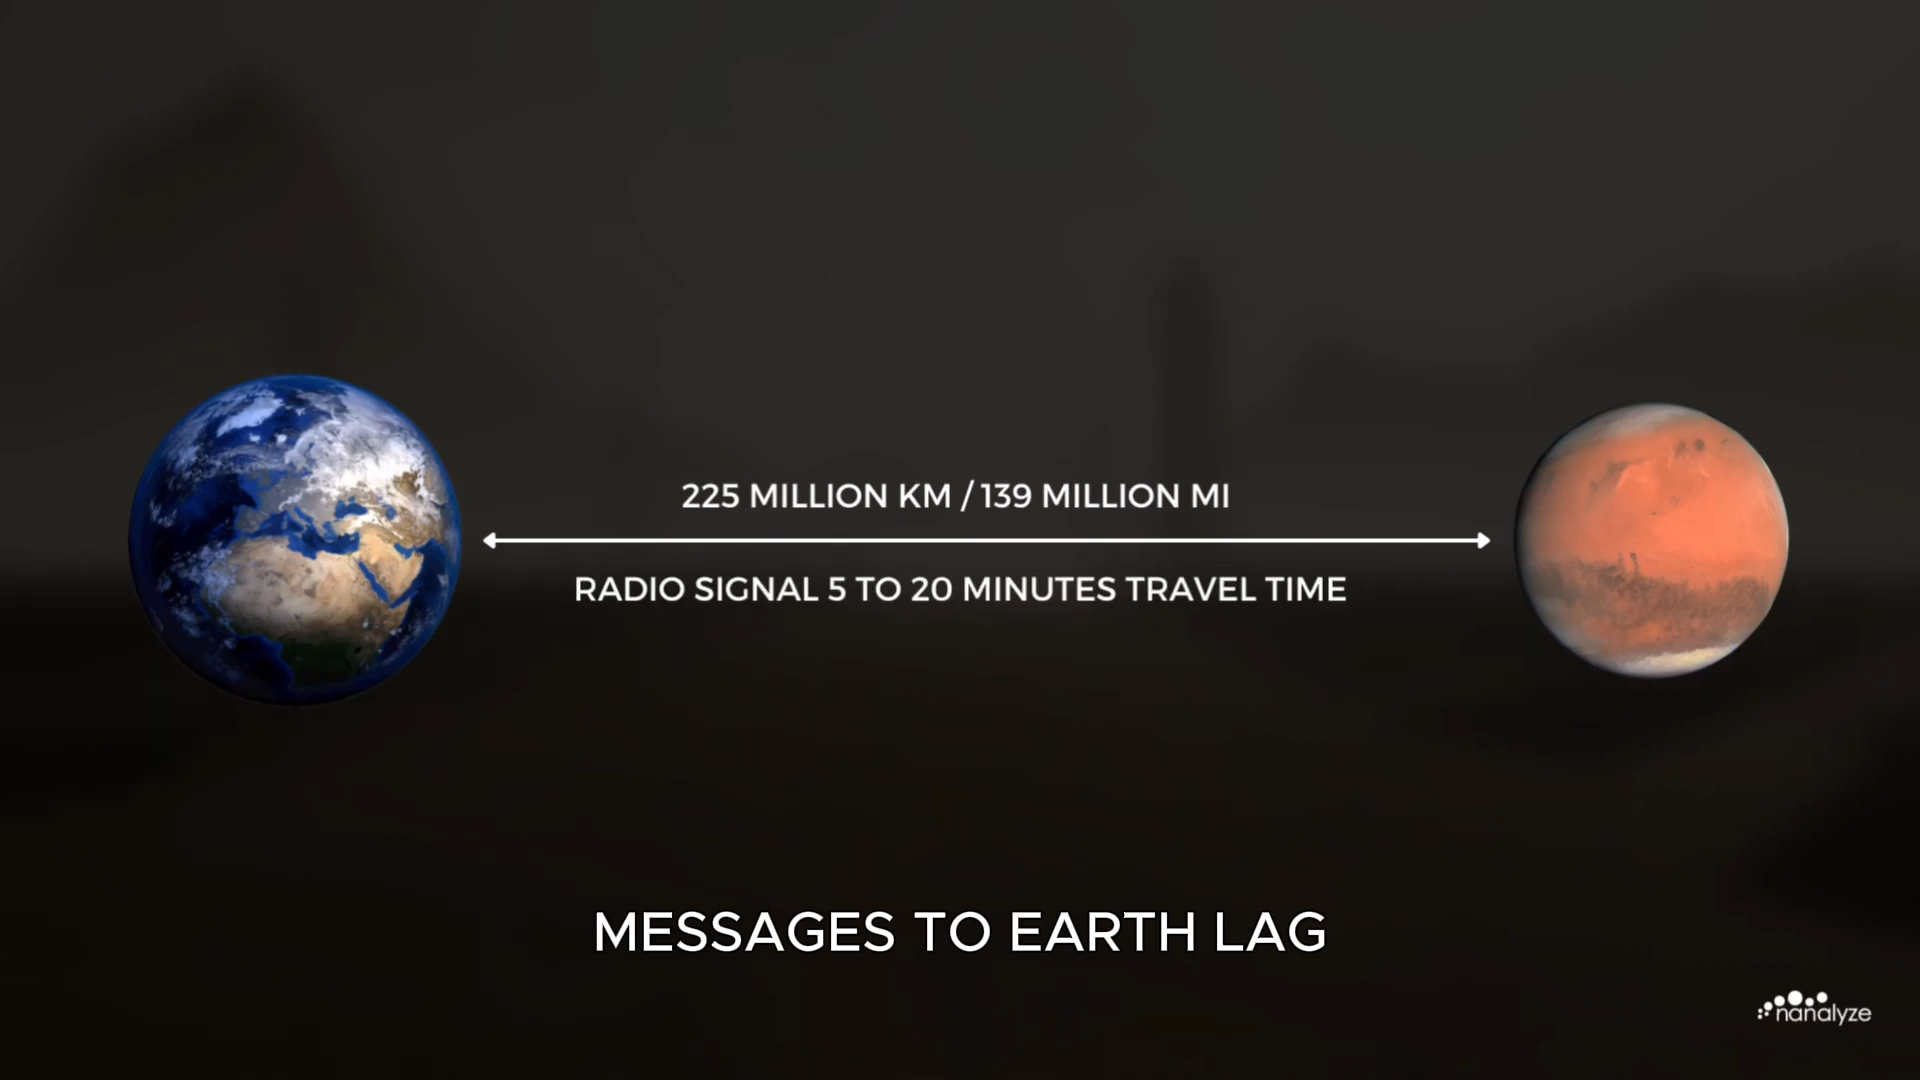 225 MILLION KM / 139 MILLION MI
RADIO SIGNAL 5 TO 20 MINUTES TRAVEL TIME
MESSAGES TO EARTH LAG
nanalyze